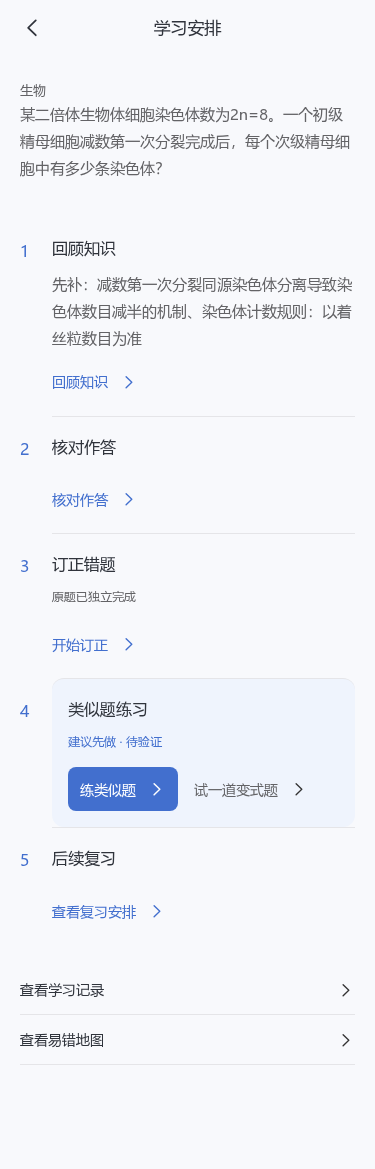 学习安排
生物
某二倍体生物体细胞染色体数为2n=8。一个初级
精母细胞减数第一次分裂完成后，每个次级精母细
胞中有多少条染色体？
1
回顾知识
先补：减数第一次分裂同源染色体分离导致染
色体数目减半的机制、染色体计数规则：以着
丝粒数目为准
回顾知识
2
核对作答
核对作答
3
订正错题
原题已独立完成
开始订正
4
类似题练习
建议先做 · 待验证
练类似题
试一道变式题
5
后续复习
查看复习安排
查看学习记录
查看易错地图